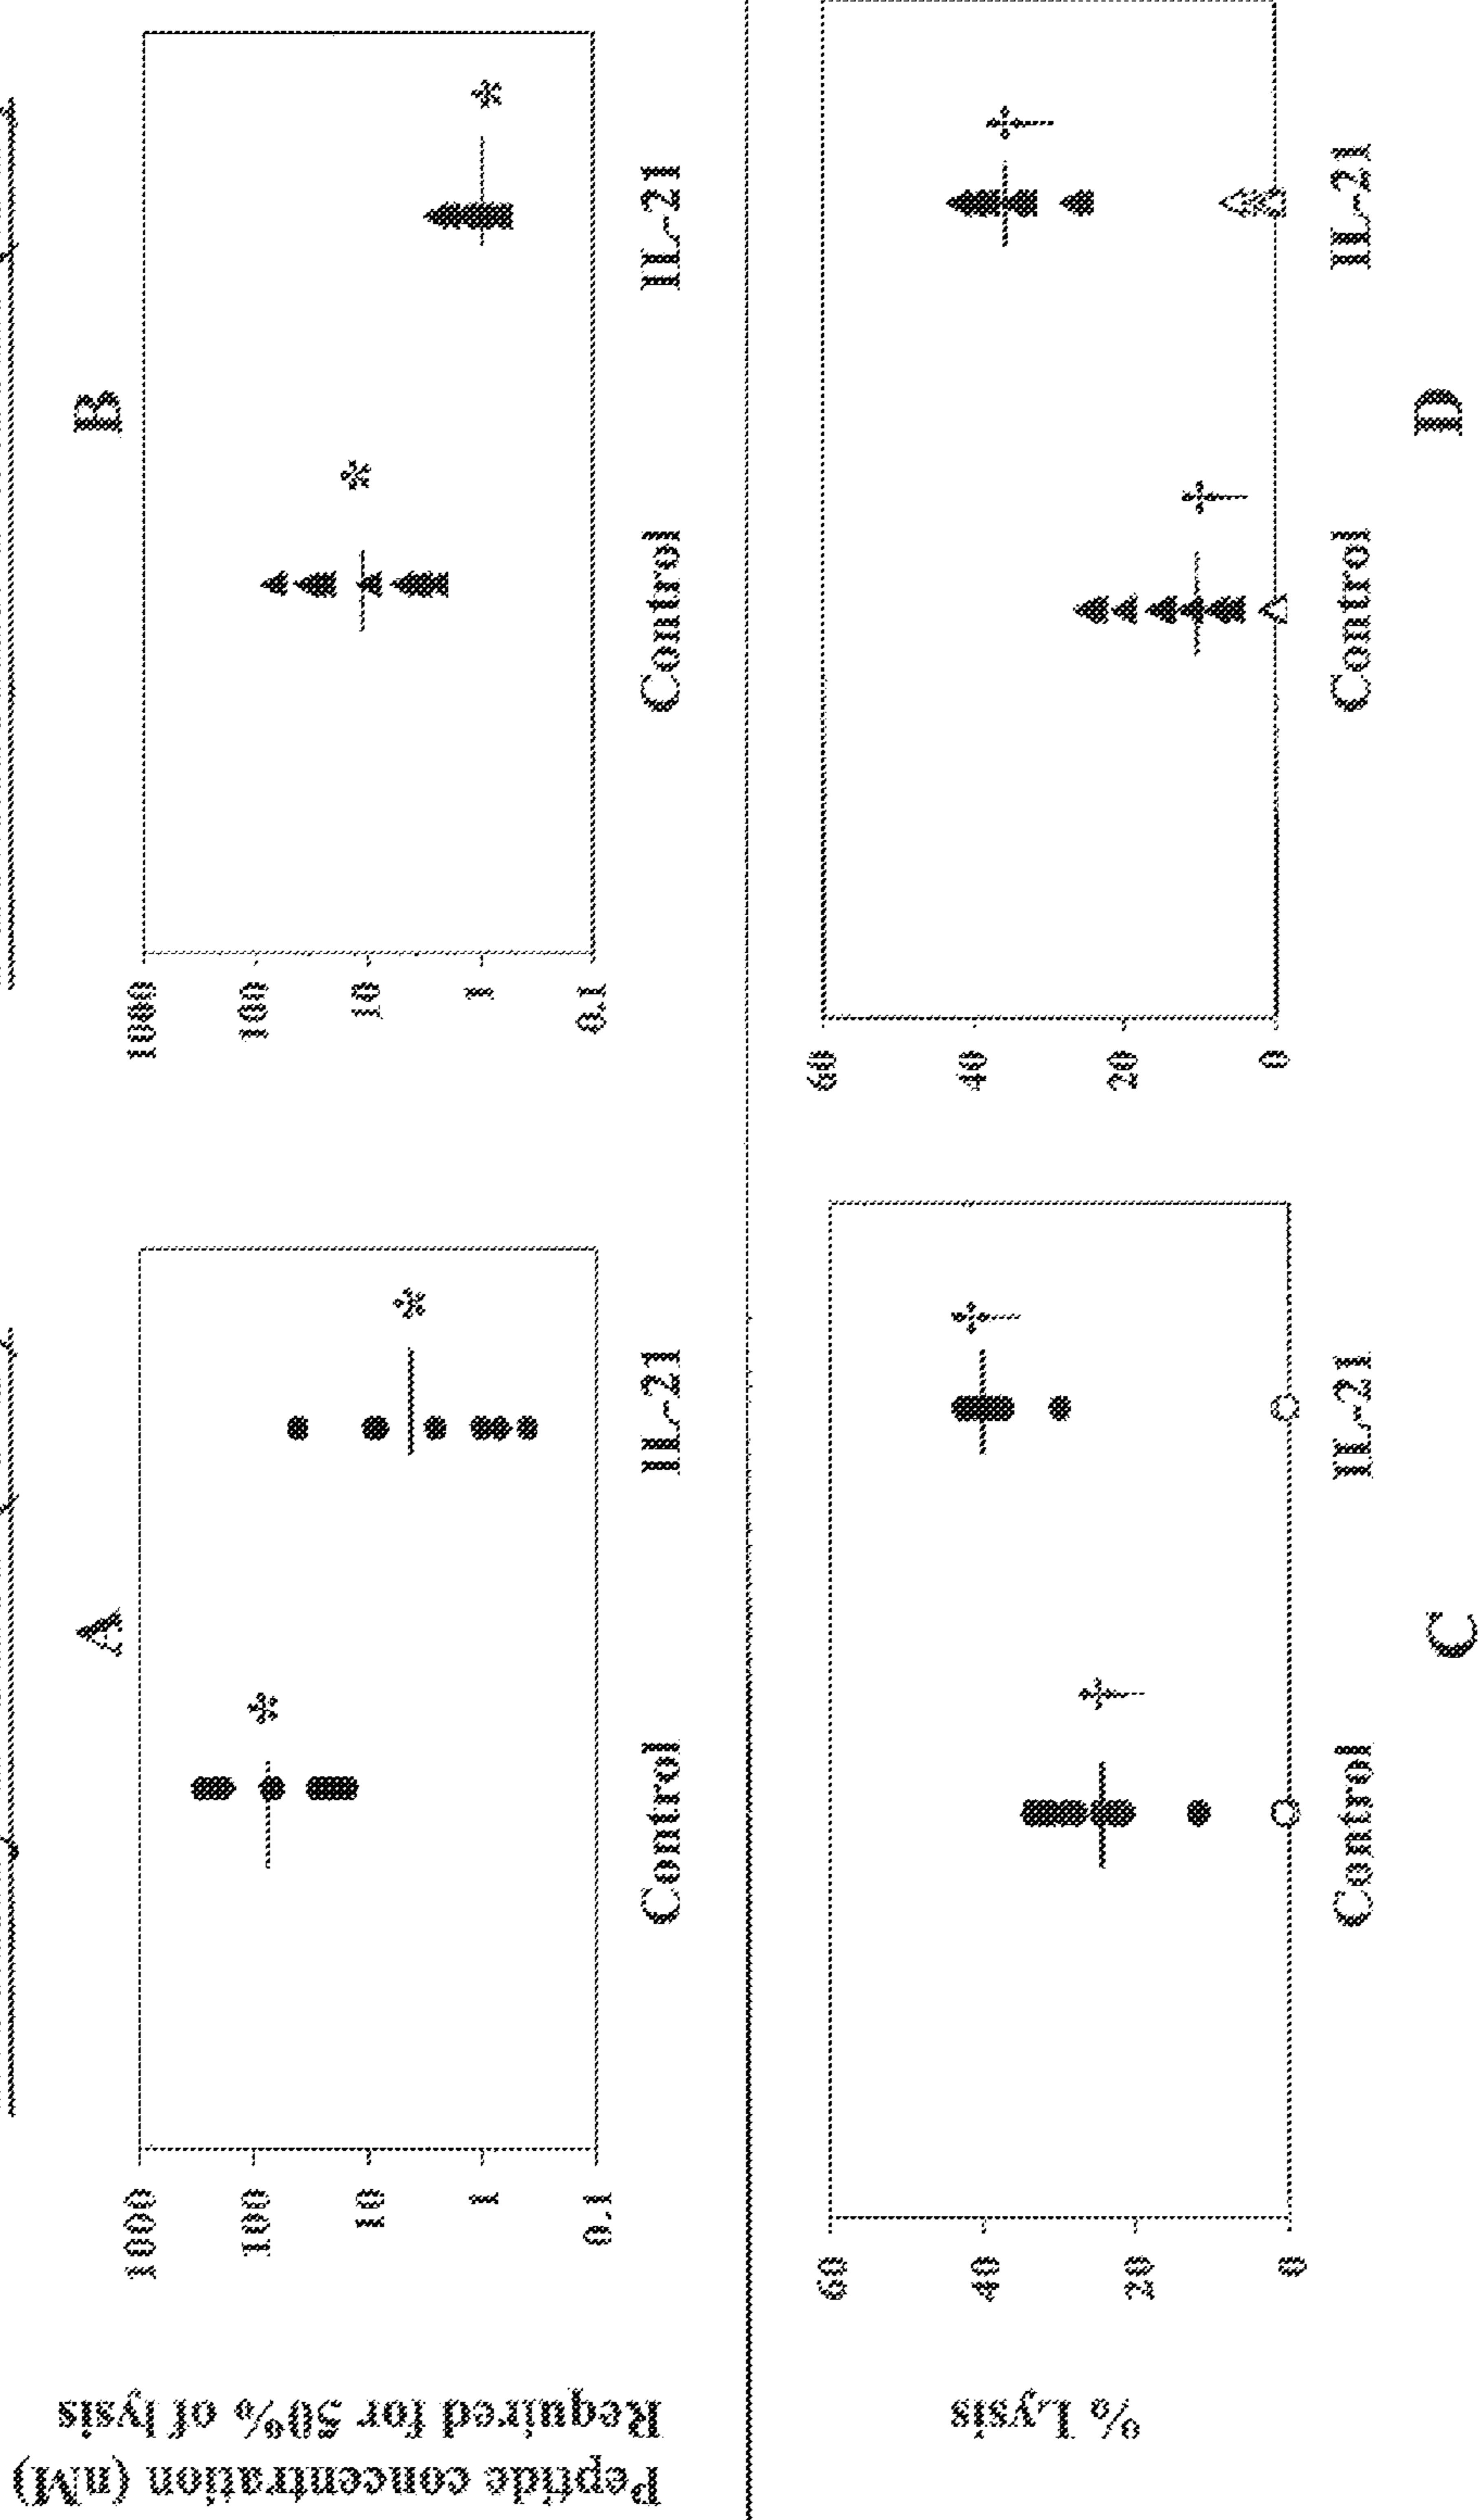 A
B
Peptide concentration (nM)
Required for 50% of lysis
1000
100
10
1
0.1
*
*
Control
IL-21
1000
100
10
1
0.1
*
*
Control
IL-21
% Lysis
60
40
20
0
†
†
Control
IL-21
60
40
20
0
†
†
Control
IL-21
C
D